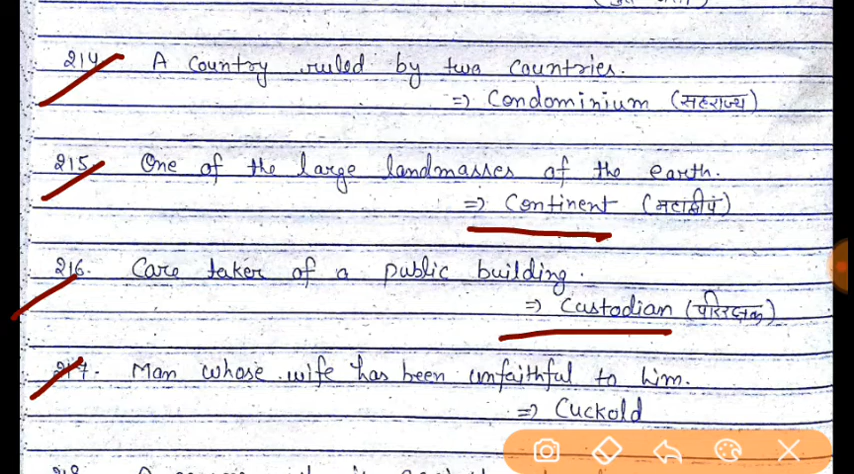 214. A Country ruled by two Countries.
=> Condominium (सहराज्य)
215. One of the large landmasses of the earth.
=> Continent (महाद्वीप)
216. Care taker of a public building.
=> Custodian (परिरक्षक)
217. Man whose wife has been unfaithful to him.
=> Cuckold